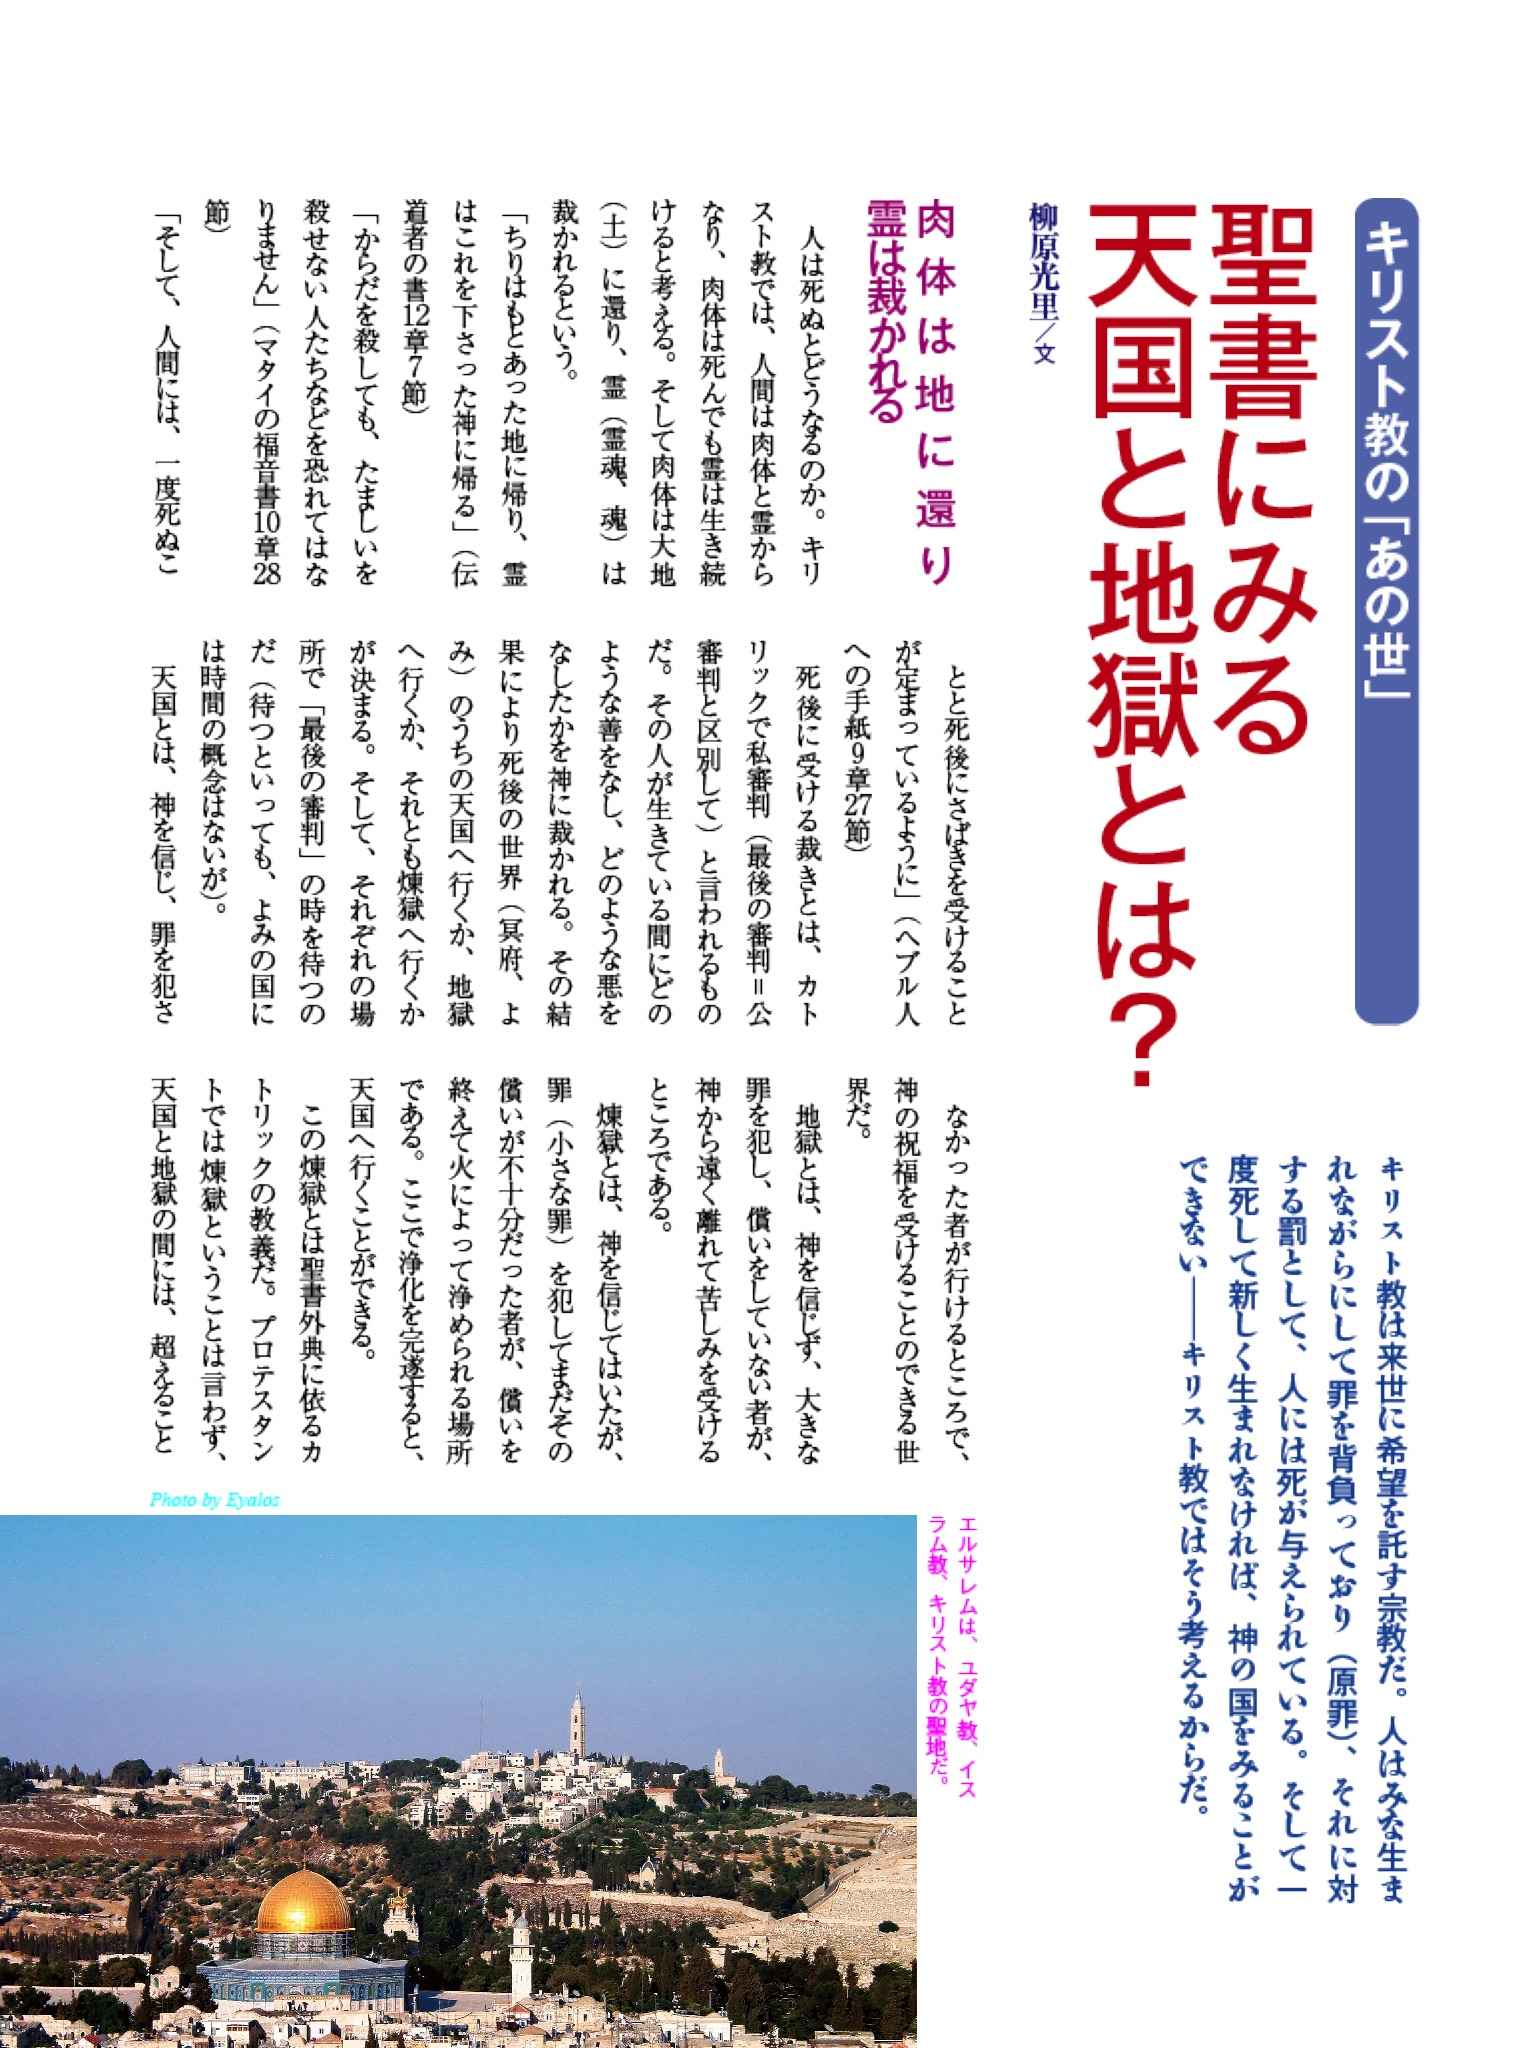 キリスト教の「あの世」
聖書にみる
天国と地獄とは？
柳原光里／文
キリスト教は来世に希望を託す宗教だ。人はみな生ま
れながらにして罪を背負っており（原罪）、それに対
する罰として、人には死が与えられている。そして一
度死して新しく生まれなければ、神の国をみることが
できない――キリスト教ではそう考えるからだ。
肉体は地に還り
霊は裁かれる
人は死ぬとどうなるのか。キリ
スト教では、人間は肉体と霊から
なり、肉体は死んでも霊は生き続
けると考える。そして肉体は大地
（土）に還り、霊（霊魂、魂）は
裁かれるという。
「ちりはもとあった地に帰り、霊
はこれを下さった神に帰る」（伝
道者の書12章7節）
「からだを殺しても、たましいを
殺せない人たちなどを恐れてはな
りません」（マタイの福音書10章28
節）
「そして、人間には、一度死ぬこ
とと死後にさばきを受けること
が定まっているように」（ヘブル人
への手紙9章27節）
死後に受ける裁きとは、カト
リックで私審判（最後の審判＝公
審判と区別して）と言われるもの
だ。その人が生きている間にどの
ような善をなし、どのような悪を
なしたかを神に裁かれる。その結
果により死後の世界（冥府、よ
み）のうちの天国へ行くか、地獄
へ行くか、それとも煉獄へ行くか
が決まる。そして、それぞれの場
所で「最後の審判」の時を待つの
だ（待つといっても、よみの国に
は時間の概念はないが）。
天国とは、神を信じ、罪を犯さ
なかった者が行けるところで、
神の祝福を受けることのできる世
界だ。
地獄とは、神を信じず、大きな
罪を犯し、償いをしていない者が、
神から遠く離れて苦しみを受ける
ところである。
煉獄とは、神を信じてはいたが、
罪（小さな罪）を犯してまだその
償いが不十分だった者が、償いを
終えて火によって浄められる場所
である。ここで浄化を完遂すると、
天国へ行くことができる。
この煉獄とは聖書外典に依るカ
トリックの教義だ。プロテスタン
トでは煉獄ということは言わず、
天国と地獄の間には、超えること
Photo by Eyalos
エルサレムは、ユダヤ教、イス
ラム教、キリスト教の聖地だ。